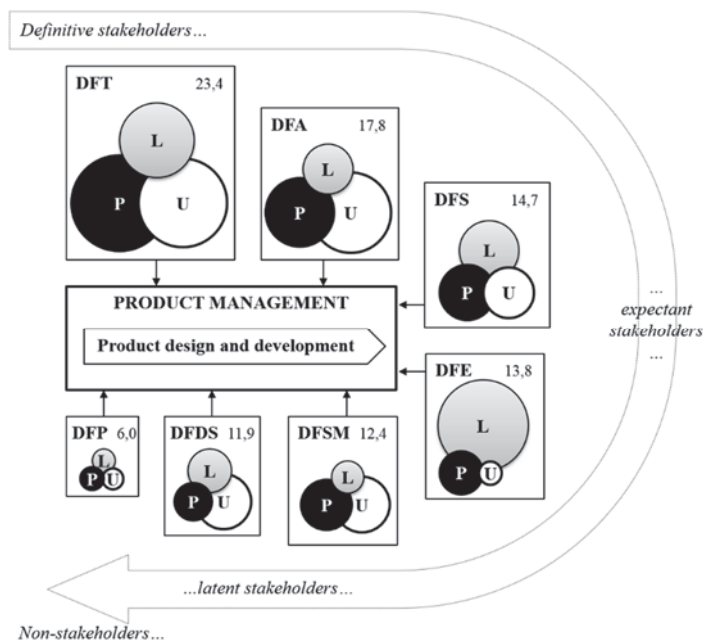 Definitive stakeholders…
DFT 23,4
L
P U
DFA 17,8
L
P U
DFS 14,7
L
P U
PRODUCT MANAGEMENT
Product design and development
…
expectant
stakeholders
…
DFE 13,8
L
P U
DFP 6,0
L
P U
DFDS 11,9
L
P U
DFSM 12,4
L
P U
…latent stakeholders…
Non-stakeholders…